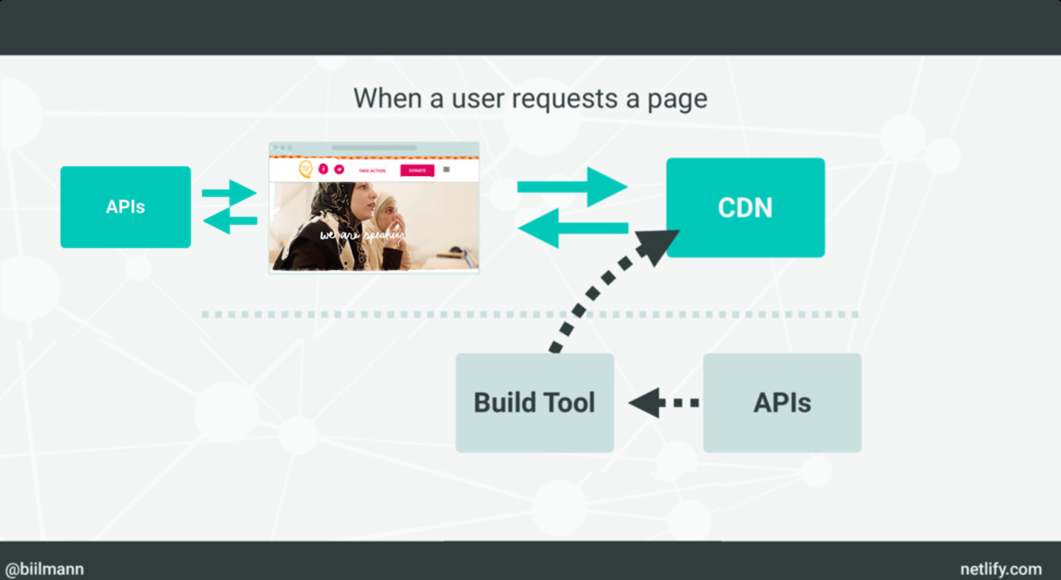 When a user requests a page
APIs
TAKE ACTION
DONATE
we are speaking
CDN
Build Tool
APIs
@biilmann
netlify.com